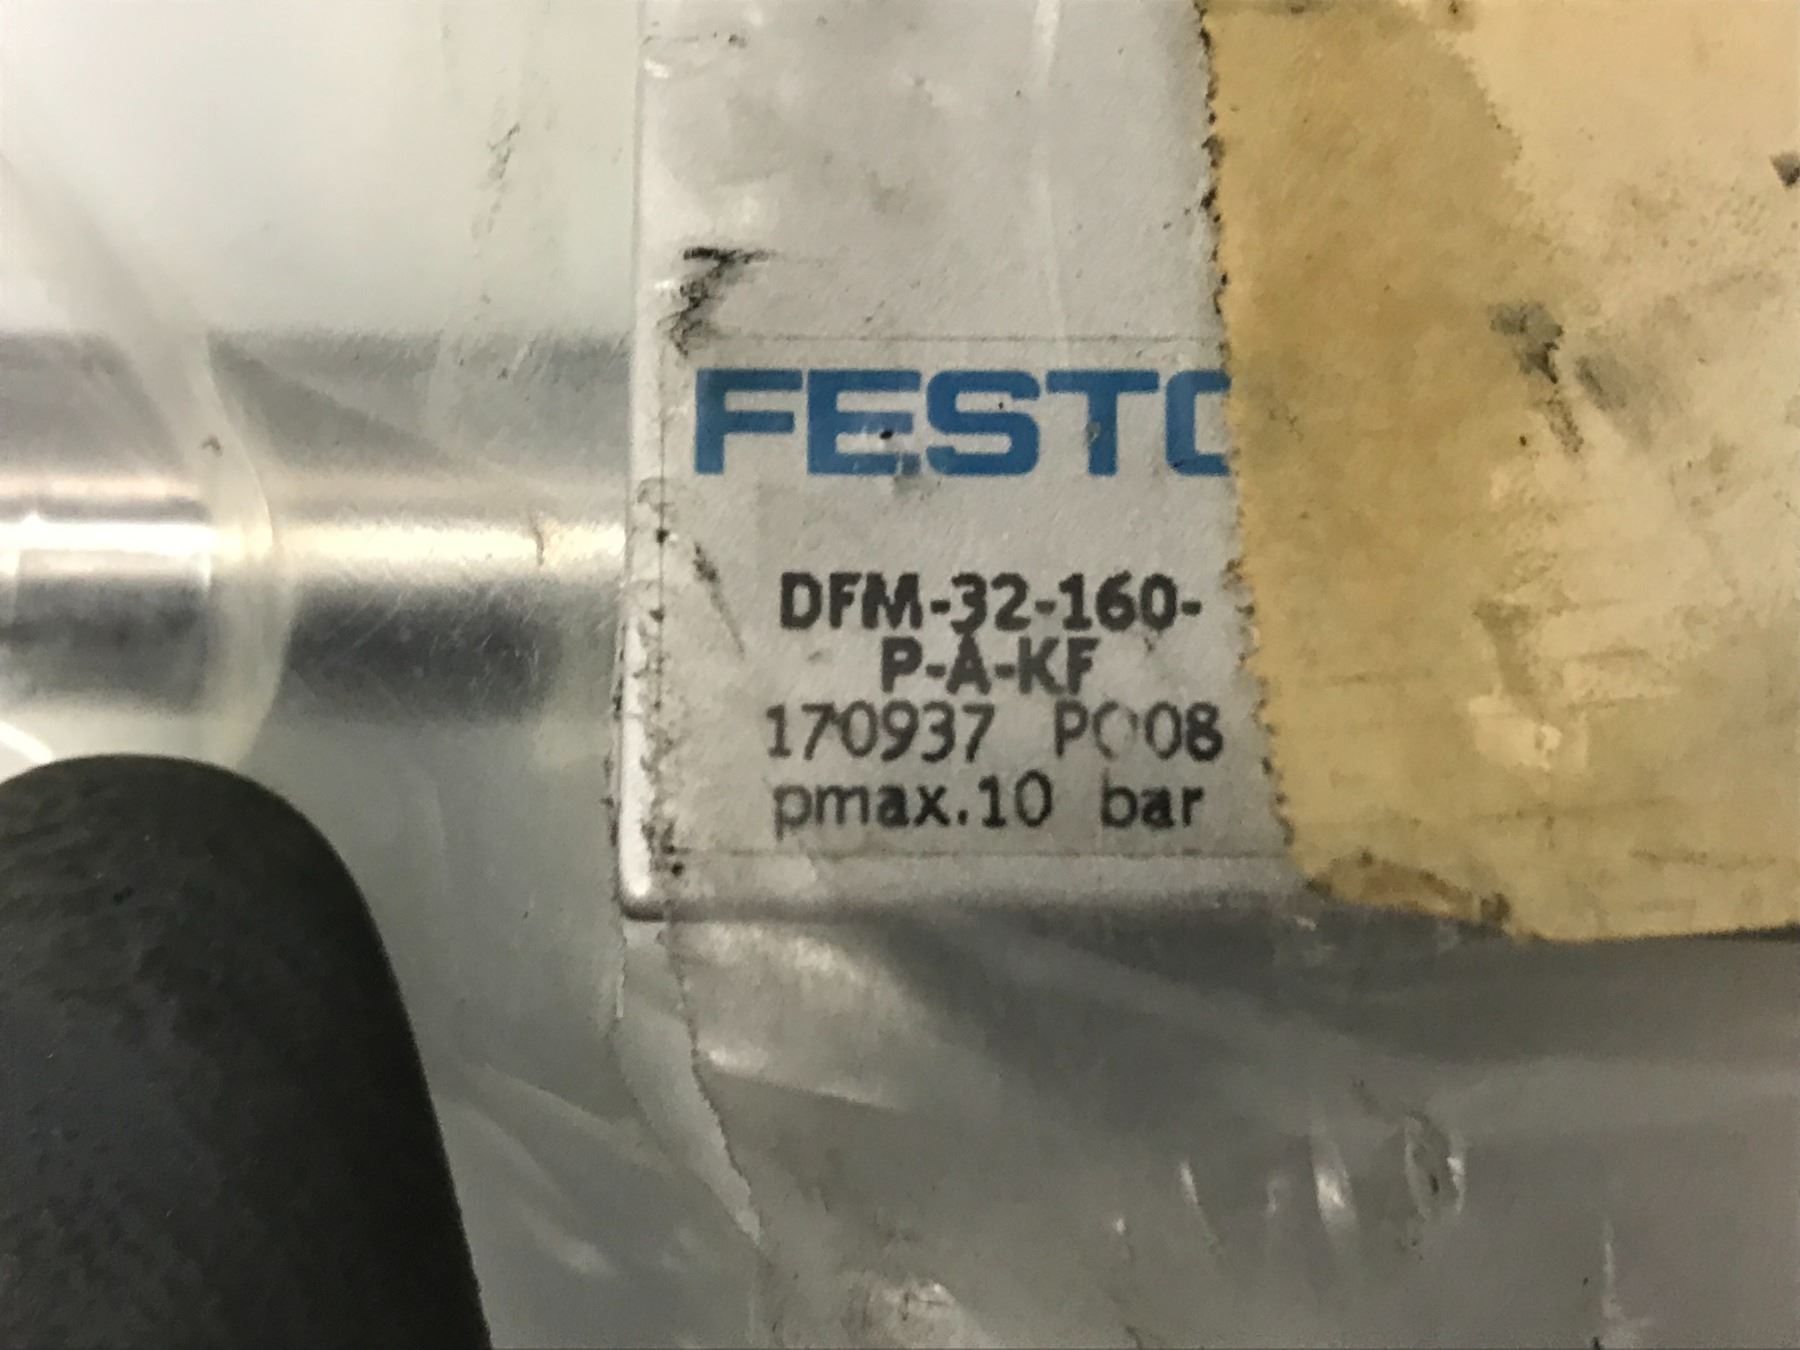 FESTO
DFM-32-160-
P-A-KF
170937
pmax.10 bar